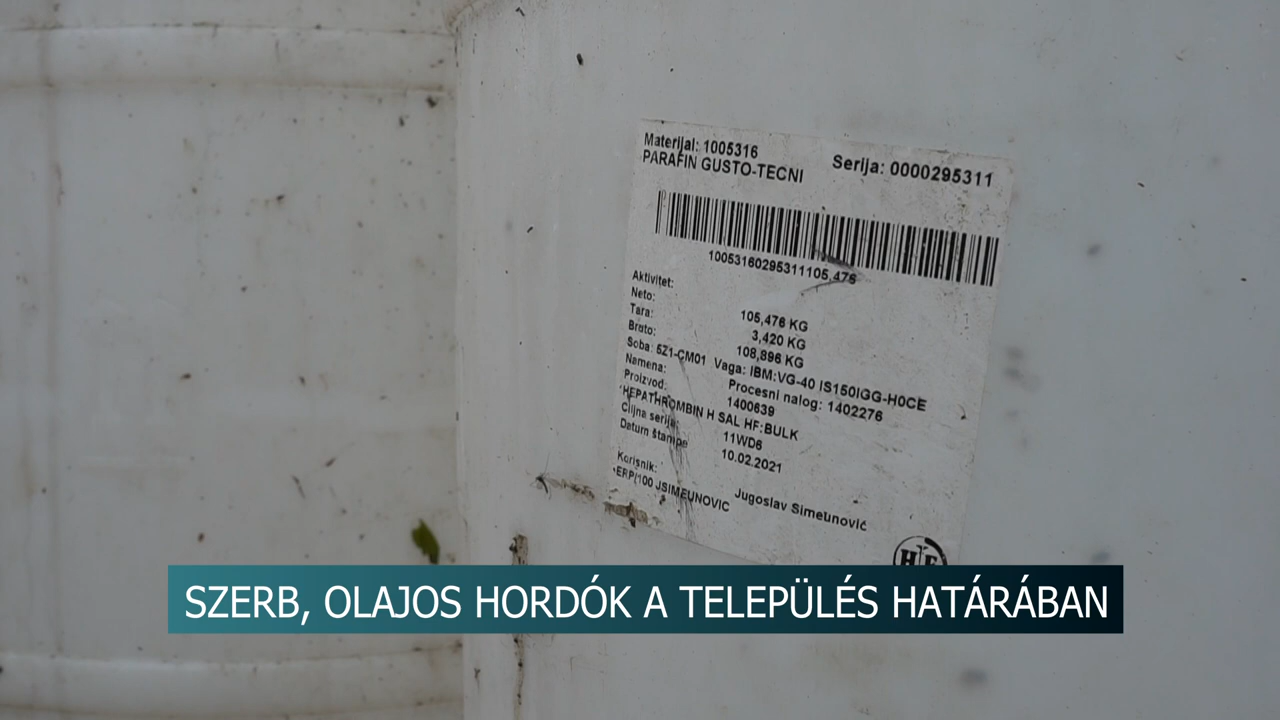 Materijal: 1005316
Serija: 0000295311
PARAFIN GUSTO-TECNI
10053160295311105,476
Aktivitet:
Neto: 105,476 KG
Tara: 3,420 KG
Bruto: 108,896 KG
Soba: 5Z1-CM01 Vaga: IBM:VG-40 IS150IGG-H0CE
Namena: Procesni nalog: 1402276
Proizvod: 1400639
*HEPATHROMBIN H SAL HF:BULK
Ciljna serija: 11WD6
Datum štampe 10.02.2021
Korisnik: Jugoslav Simeunović
*ERP/100 JSIMEUNOVIC
SZERB, OLAJOS HORDÓK A TELEPÜLÉS HATÁRÁBAN